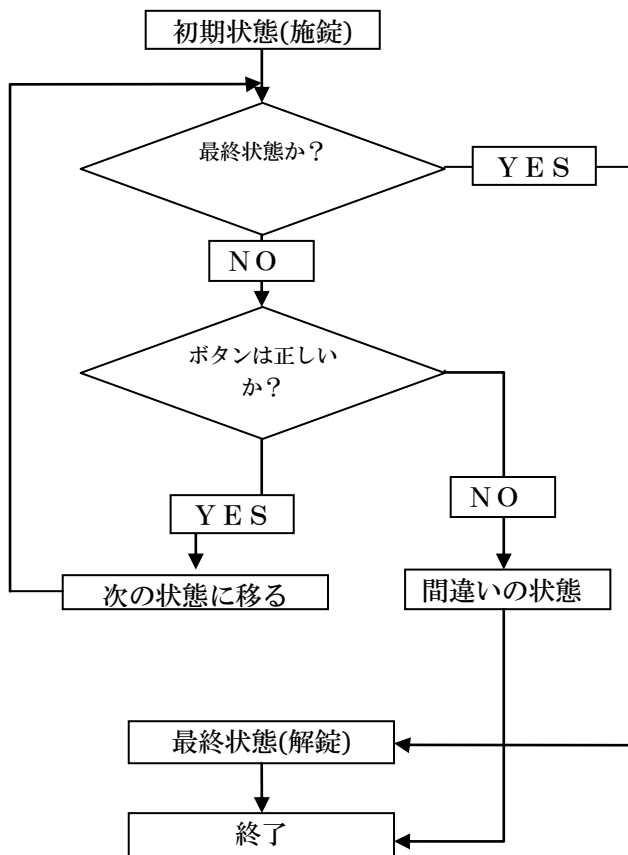 初期状態(施錠)
最終状態か？
YES
NO
ボタンは正しい
か？
YES
NO
次の状態に移る
間違いの状態
最終状態(解錠)
終了